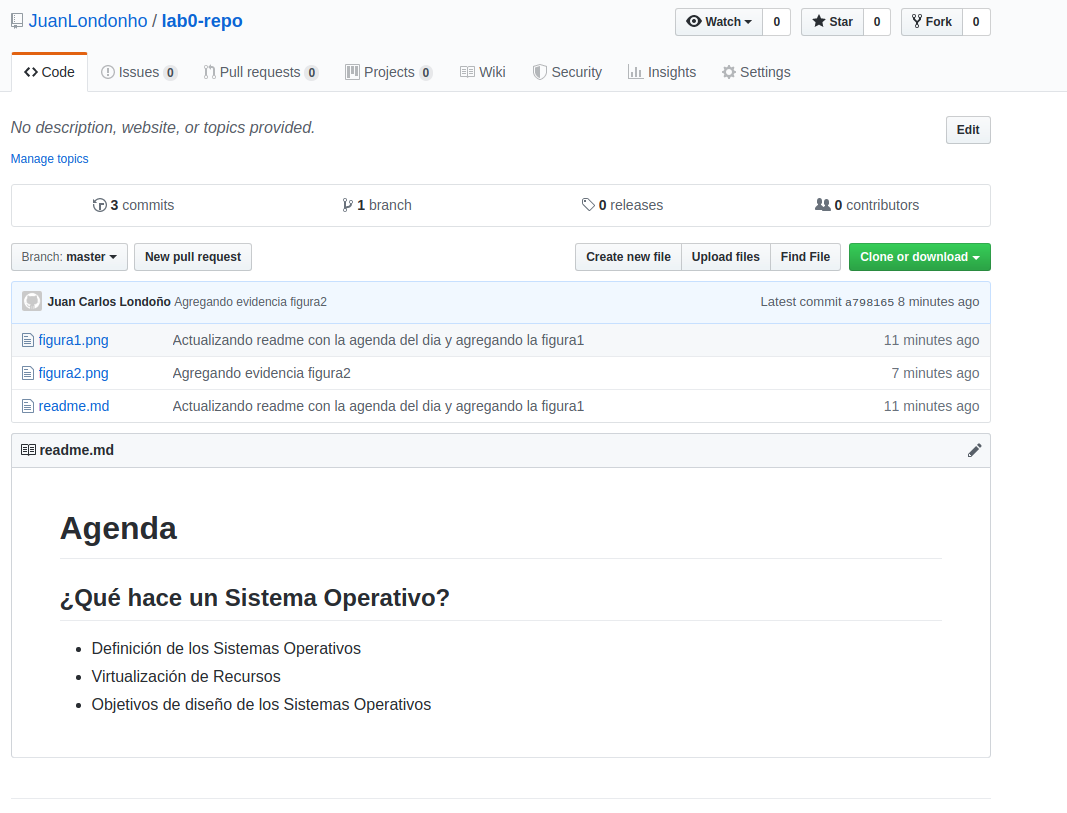 JuanLondonho / lab0-repo Watch 0 Star 0 Fork 0
Code Issues 0 Pull requests 0 Projects 0 Wiki Security Insights Settings
No description, website, or topics provided. Edit
Manage topics
3 commits 1 branch 0 releases 0 contributors
Branch: master New pull request Create new file Upload files Find File Clone or download
Juan Carlos Londoño Agregando evidencia figura2 Latest commit a798165 8 minutes ago
figura1.png Actualizando readme con la agenda del dia y agregando la figura1 11 minutes ago
figura2.png Agregando evidencia figura2 7 minutes ago
readme.md Actualizando readme con la agenda del dia y agregando la figura1 11 minutes ago
readme.md
Agenda
¿Qué hace un Sistema Operativo?
Definición de los Sistemas Operativos
Virtualización de Recursos
Objetivos de diseño de los Sistemas Operativos